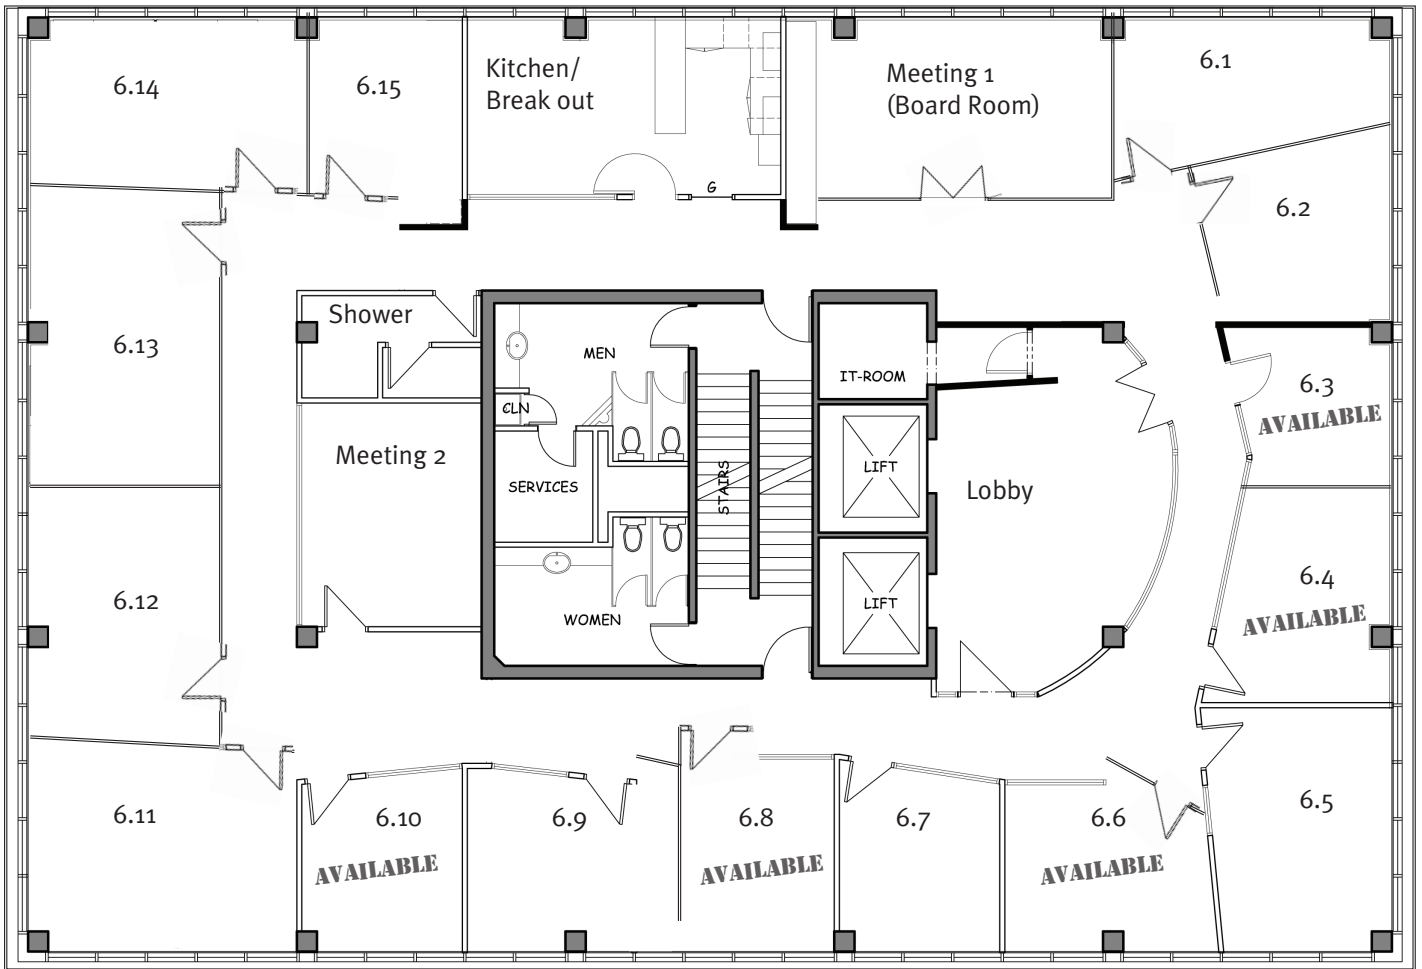 6.14
6.15
Kitchen/
Break out
G
Meeting 1
(Board Room)
6.1
6.2
6.13
Shower
MEN
CLN
SERVICES
WOMEN
STAIRS
IT-ROOM
LIFT
LIFT
Lobby
6.3
AVAILABLE
6.4
AVAILABLE
Meeting 2
6.12
6.11
6.10
AVAILABLE
6.9
6.8
AVAILABLE
6.7
6.6
AVAILABLE
6.5